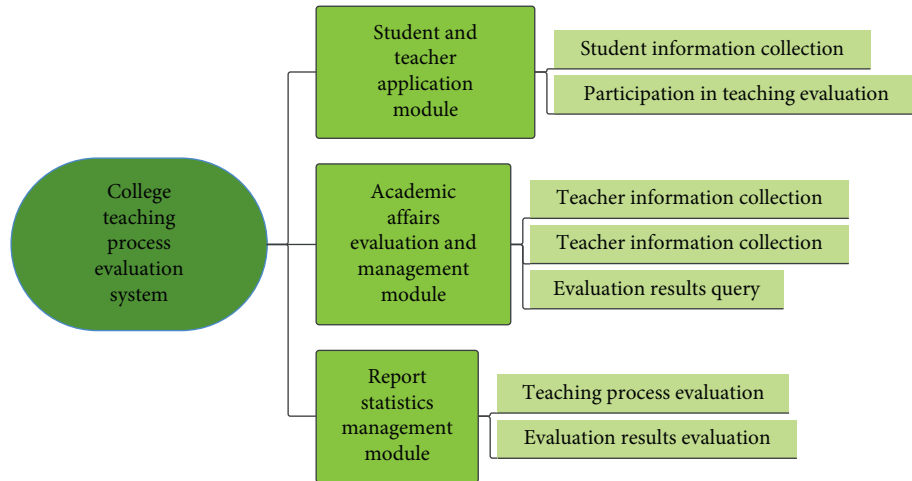 College
teaching
process
evaluation
system
Student and
teacher
application
module
Student information collection
Participation in teaching evaluation
Academic
affairs
evaluation and
management
module
Teacher information collection
Teacher information collection
Evaluation results query
Report
statistics
management
module
Teaching process evaluation
Evaluation results evaluation